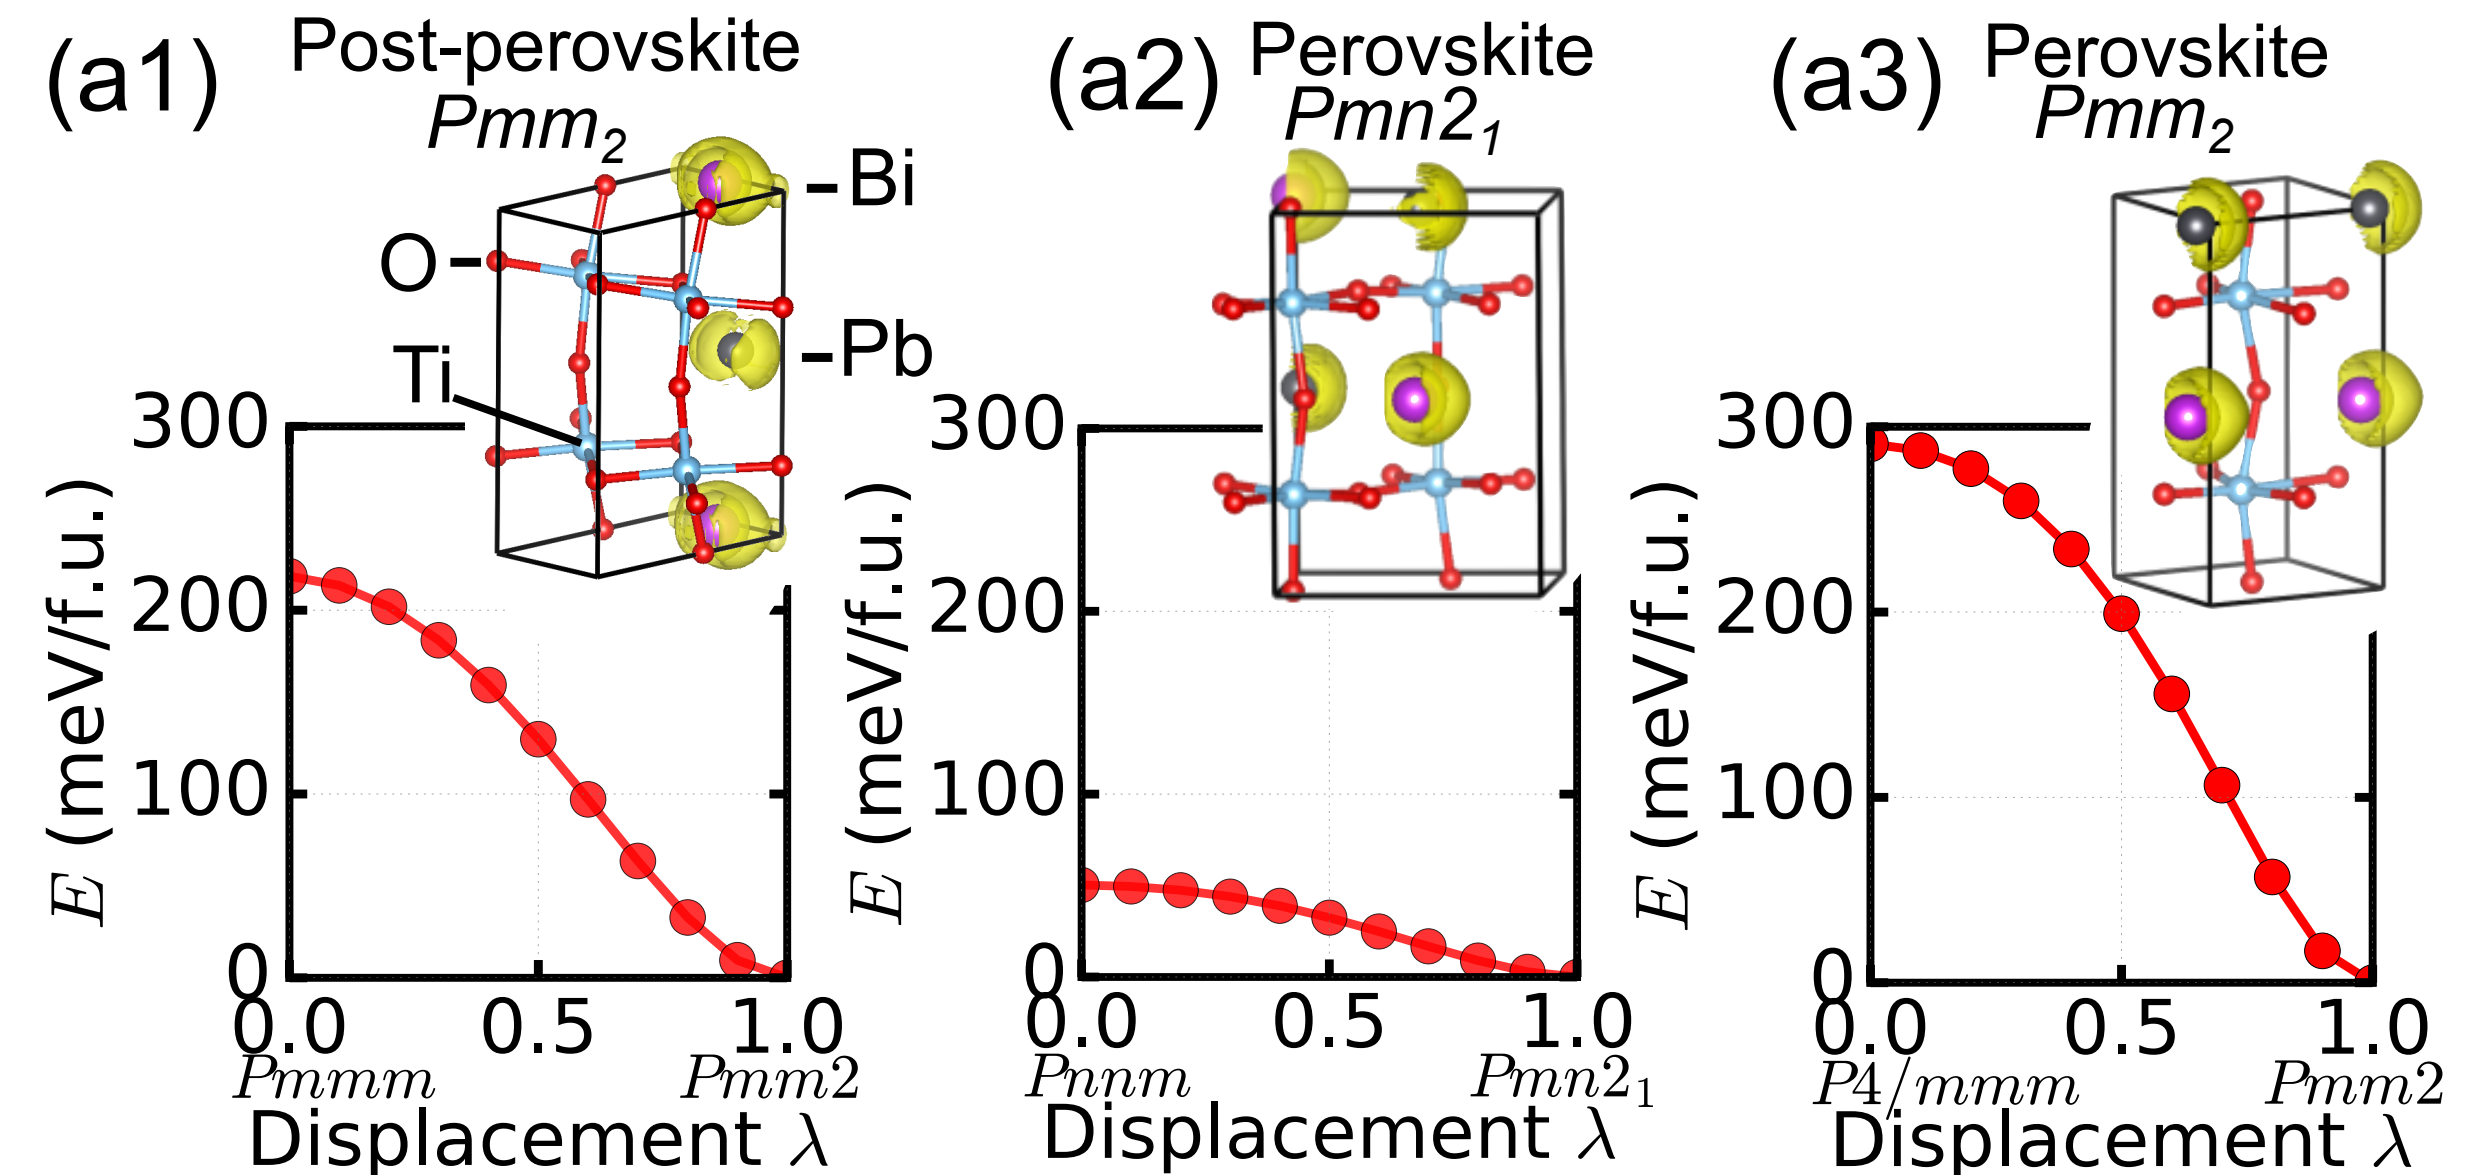 (a1)
Post-perovskite
Pmm2
Bi
O
Pb
Ti
300
200
100
0
E (meV/f.u.)
0.0 0.5 1.0
Pmmm Pmm2
Displacement λ
(a2)
Perovskite
Pmn21
300
200
100
0
E (meV/f.u.)
0.0 0.5 1.0
Pnnm Pmn21
Displacement λ
(a3)
Perovskite
Pmm2
300
200
100
0
E (meV/f.u.)
0.0 0.5 1.0
P4/mmm Pmm2
Displacement λ